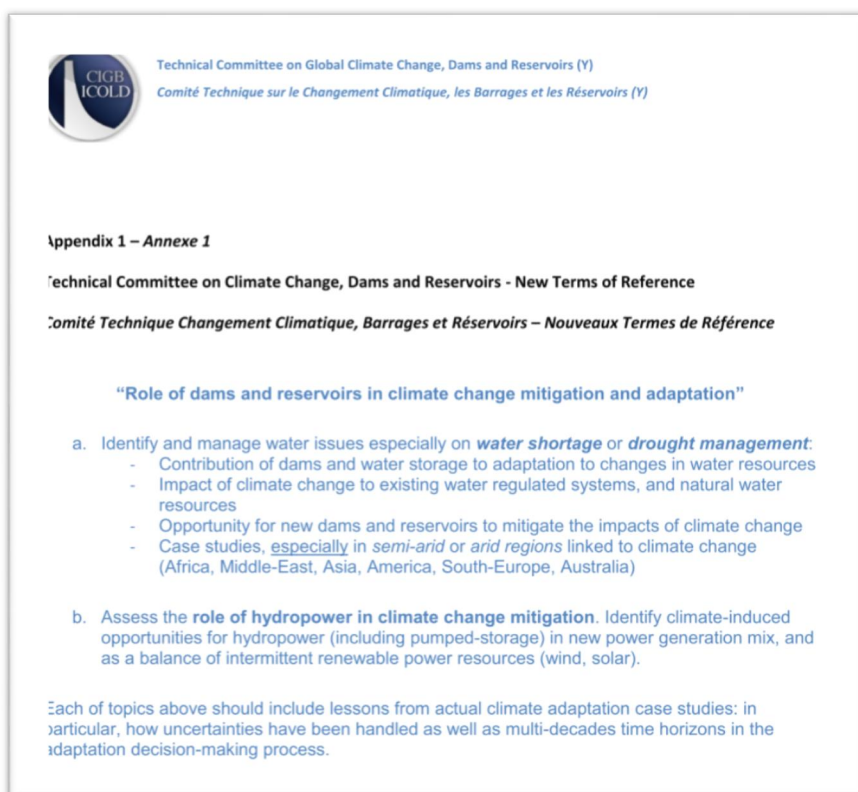 CIGB
ICOLD
Technical Committee on Global Climate Change, Dams and Reservoirs (Y)
Comité Technique sur le Changement Climatique, les Barrages et les Réservoirs (Y)
Appendix 1 – Annexe 1
Technical Committee on Climate Change, Dams and Reservoirs - New Terms of Reference
Comité Technique Changement Climatique, Barrages et Réservoirs – Nouveaux Termes de Référence
“Role of dams and reservoirs in climate change mitigation and adaptation”
a. Identify and manage water issues especially on water shortage or drought management:
- Contribution of dams and water storage to adaptation to changes in water resources
- Impact of climate change to existing water regulated systems, and natural water
resources
- Opportunity for new dams and reservoirs to mitigate the impacts of climate change
- Case studies, especially in semi-arid or arid regions linked to climate change
(Africa, Middle-East, Asia, America, South-Europe, Australia)
b. Assess the role of hydropower in climate change mitigation. Identify climate-induced
opportunities for hydropower (including pumped-storage) in new power generation mix, and
as a balance of intermittent renewable power resources (wind, solar).
Each of topics above should include lessons from actual climate adaptation case studies: in
particular, how uncertainties have been handled as well as multi-decades time horizons in the
adaptation decision-making process.